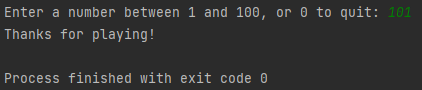 Enter a number between 1 and 100, or 0 to quit: 101
Thanks for playing!
Process finished with exit code 0